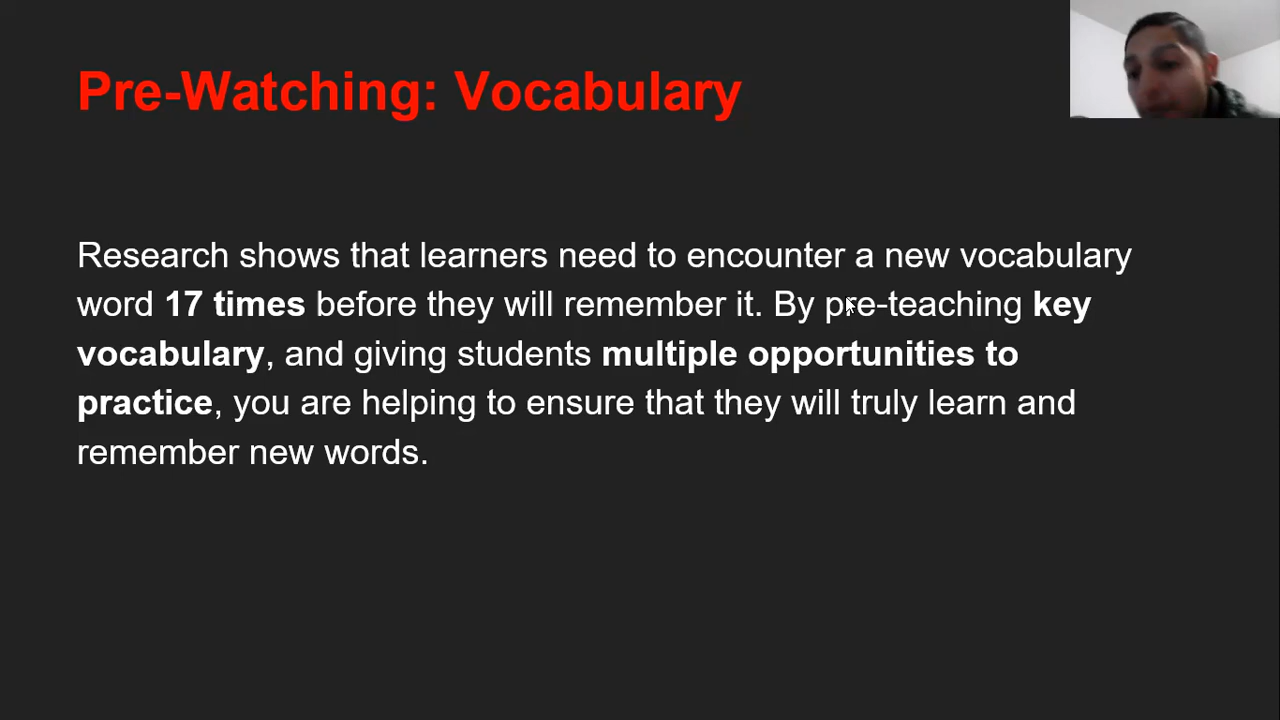 Pre-Watching: Vocabulary
Research shows that learners need to encounter a new vocabulary
word 17 times before they will remember it. By pre-teaching key
vocabulary, and giving students multiple opportunities to
practice, you are helping to ensure that they will truly learn and
remember new words.